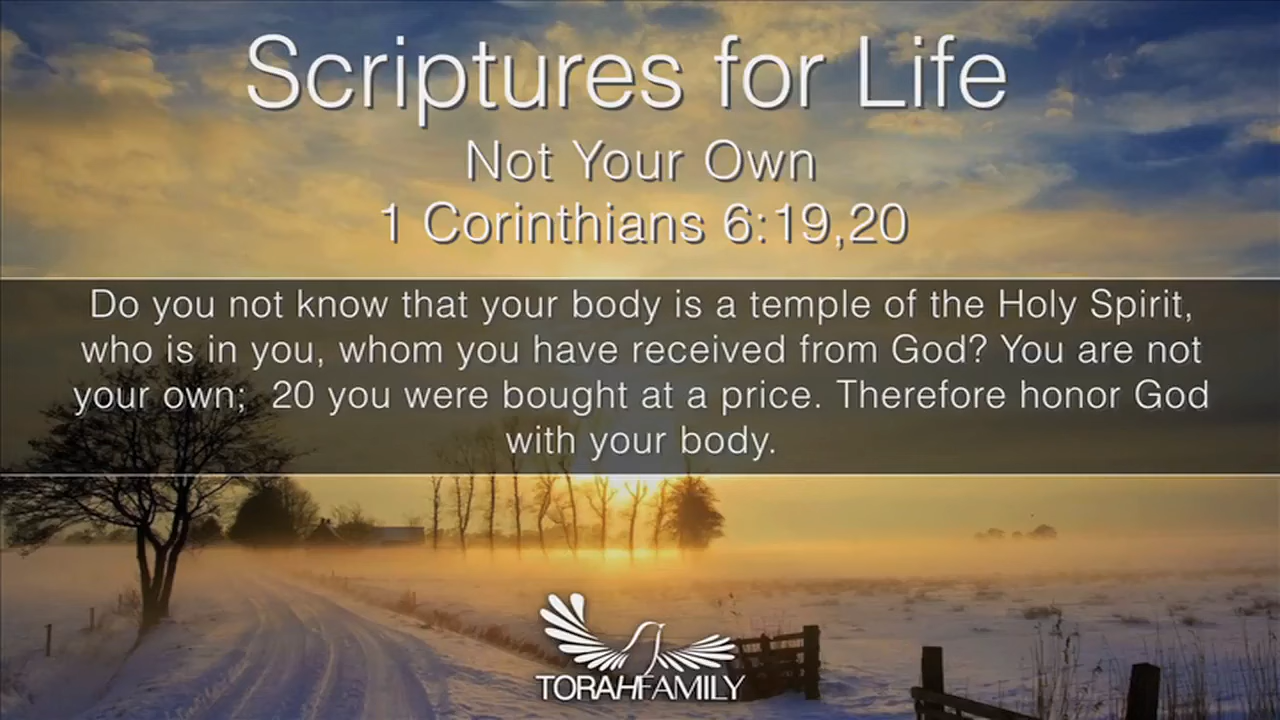 Scriptures for Life
Not Your Own
1 Corinthians 6:19,20
Do you not know that your body is a temple of the Holy Spirit,
who is in you, whom you have received from God? You are not
your own;  20 you were bought at a price. Therefore honor God
with your body.
TORAHFAMILY